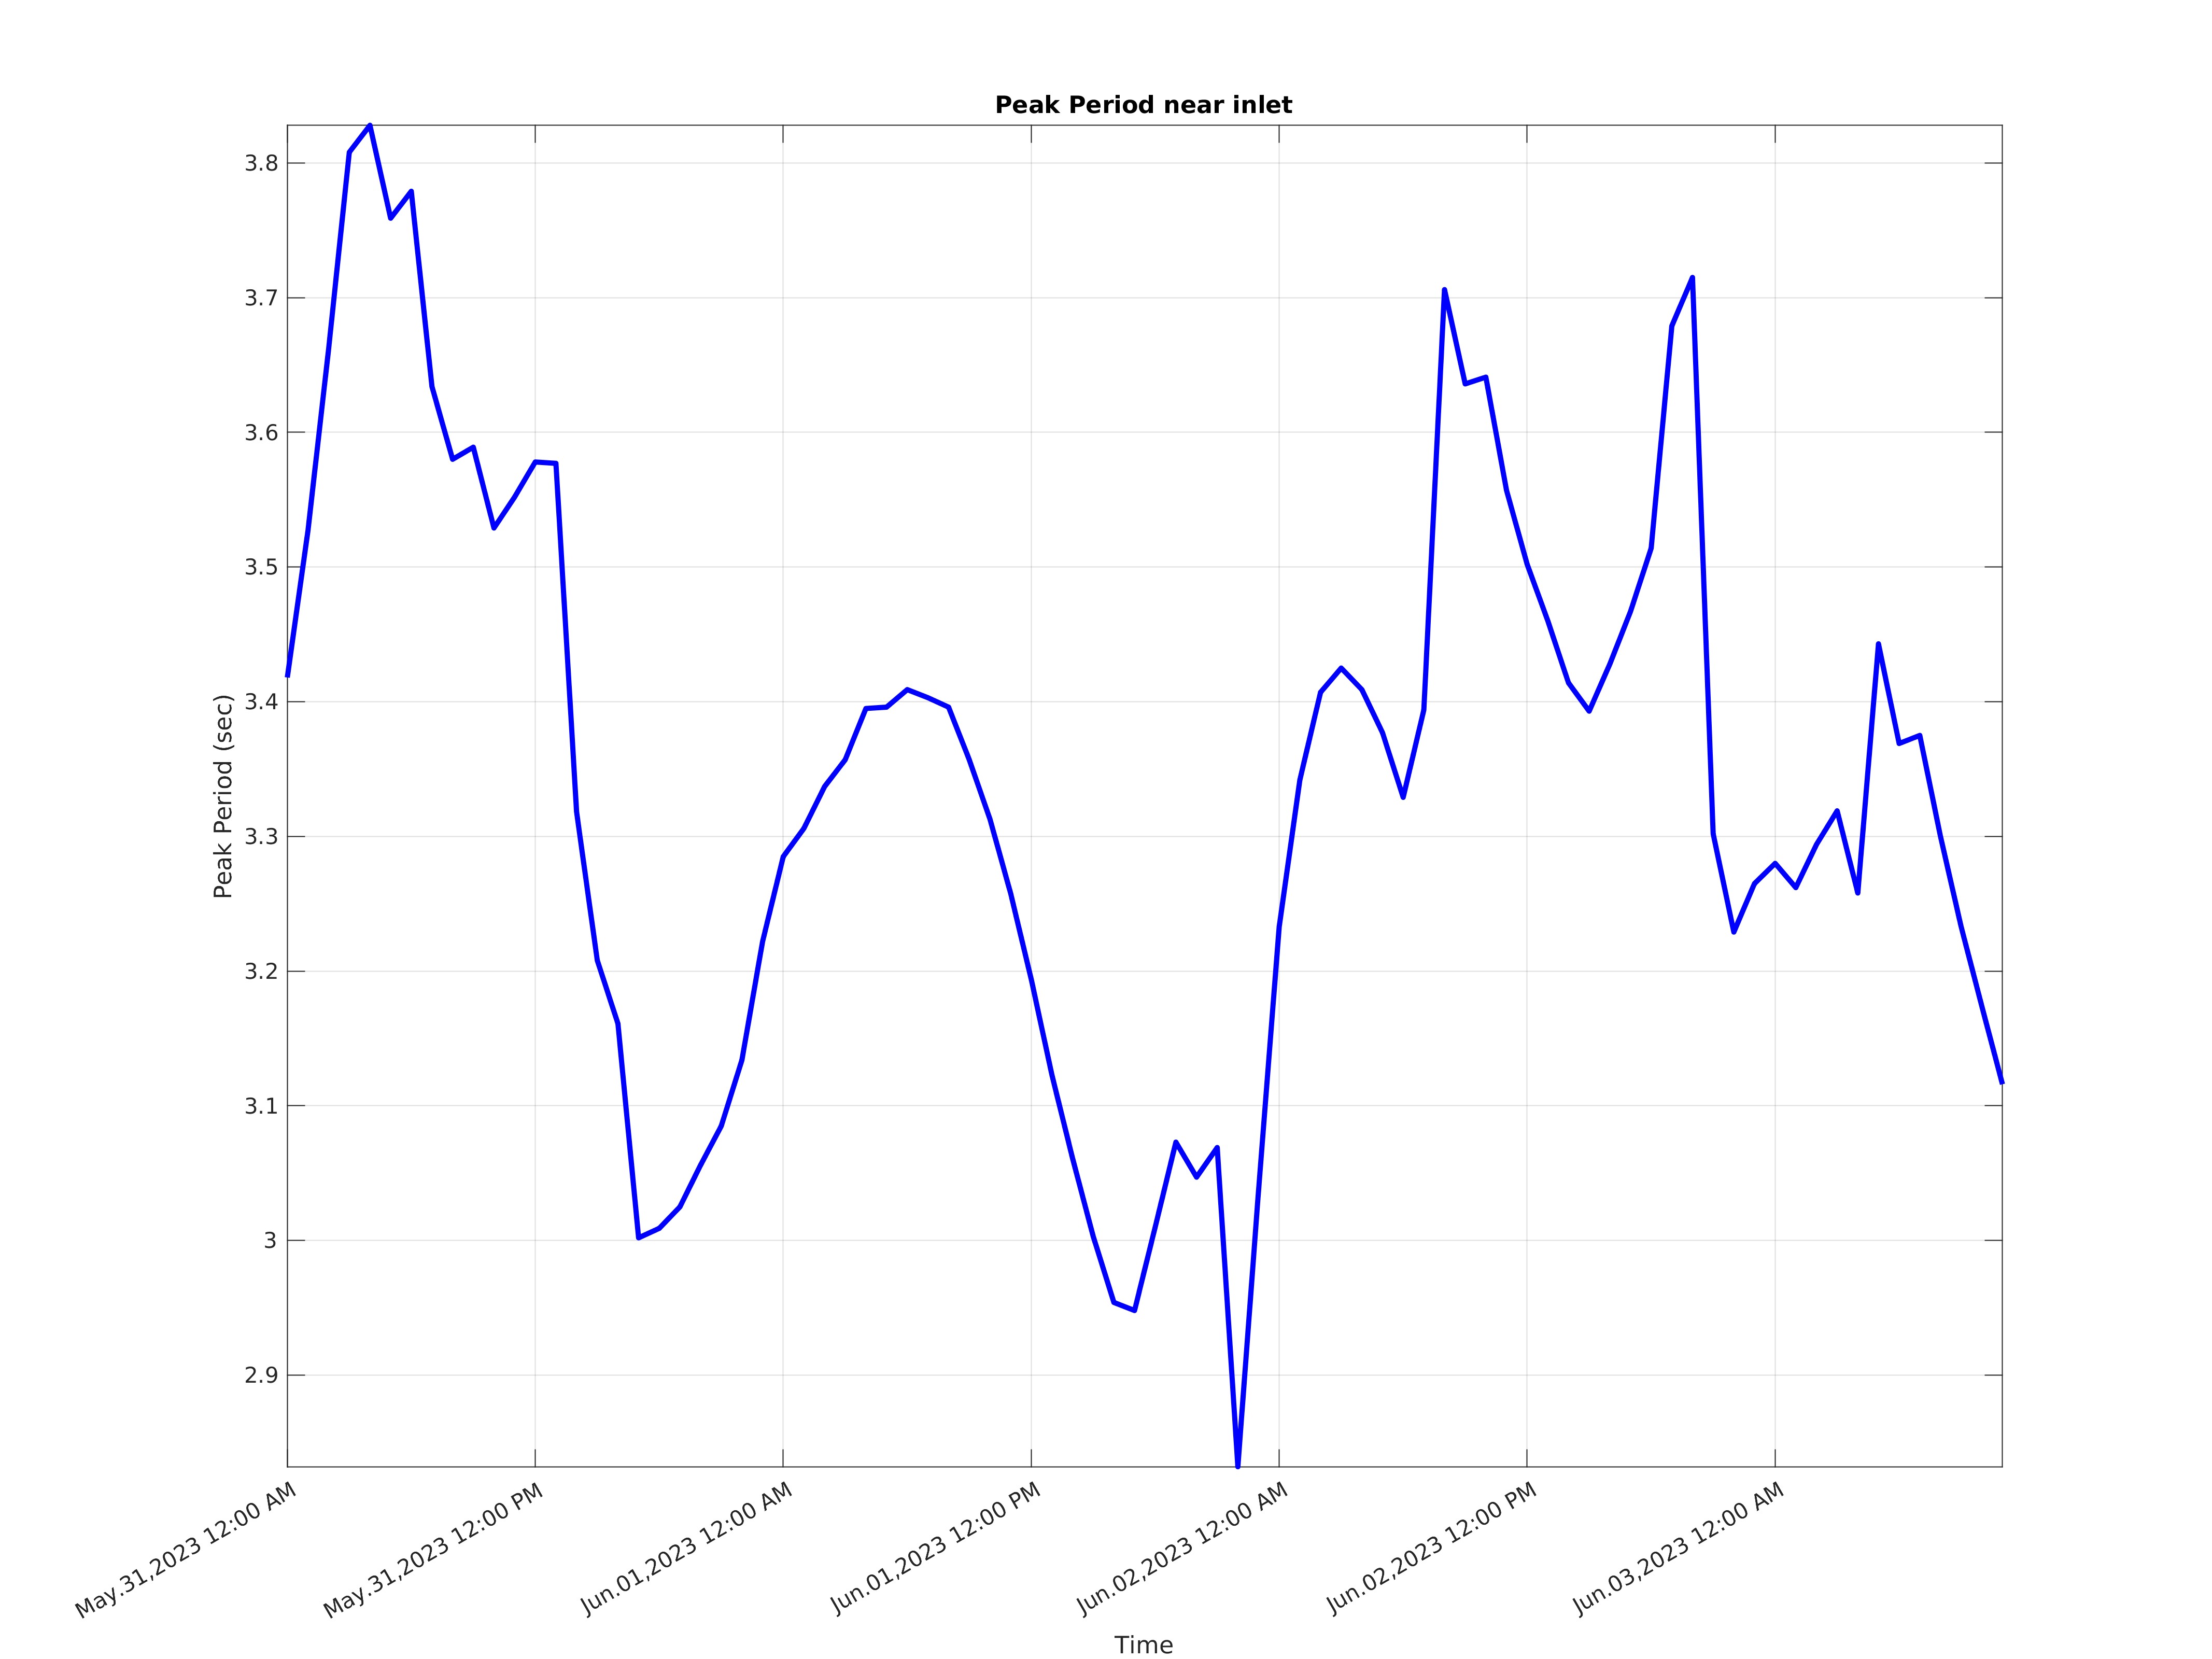 Peak Period near inlet
3.8
3.7
3.6
3.5
3.4
3.3
3.2
3.1
3
2.9
Peak Period (sec)
May.31,2023 12:00 AM
May.31,2023 12:00 PM
Jun.01,2023 12:00 AM
Jun.01,2023 12:00 PM
Jun.02,2023 12:00 AM
Jun.02,2023 12:00 PM
Jun.03,2023 12:00 AM
Time